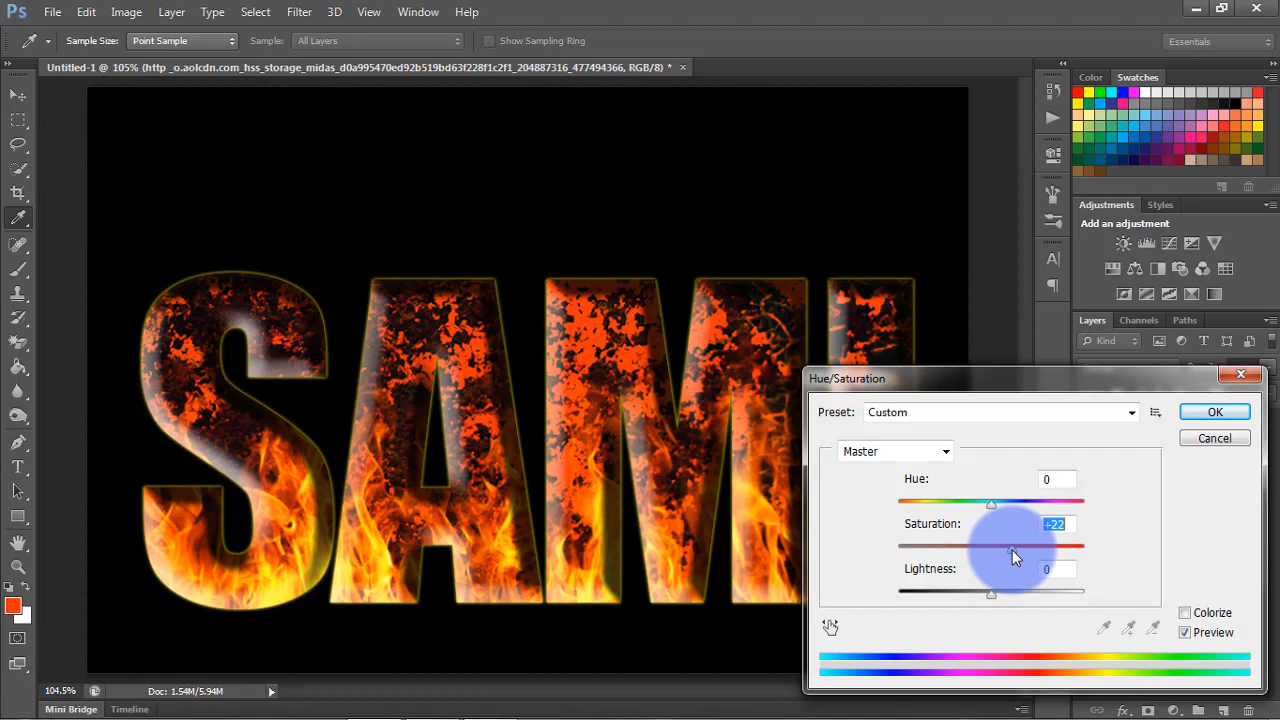 Ps File Edit Image Layer Type Select Filter 3D View Window Help
Sample Size: Point Sample Sample: All Layers Show Sampling Ring Essentials
Untitled-1 @ 105% (http _o.aolcdn.com_hss_storage_midas_d0a995470ed92b519bd63f228f1c2f1_204887316_477494366, RGB/8) * ×
Color Swatches
Adjustments Styles
Add an adjustment
Layers Channels Paths
Kind
SAM
Hue/Saturation
Preset: Custom OK
Master Cancel
Hue: 0
Saturation: +22
Lightness: 0
Colorize
Preview
104.5% Doc: 1.54M/5.94M
Mini Bridge Timeline